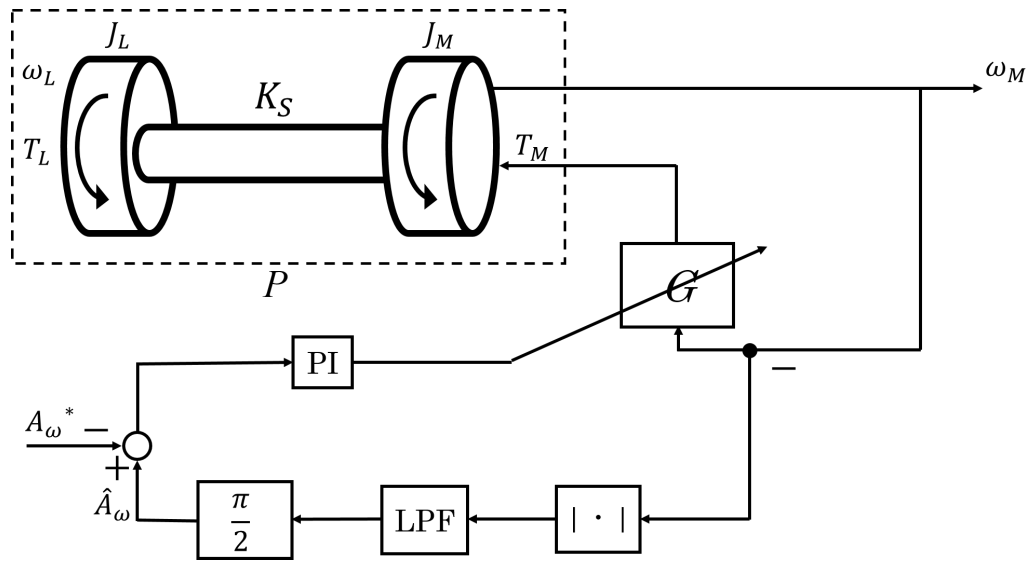 J_L
J_M
ω_L
K_S
ω_M
T_L
T_M
P
G
PI
−
A_ω* −
+
Â_ω
π/2
LPF
| · |